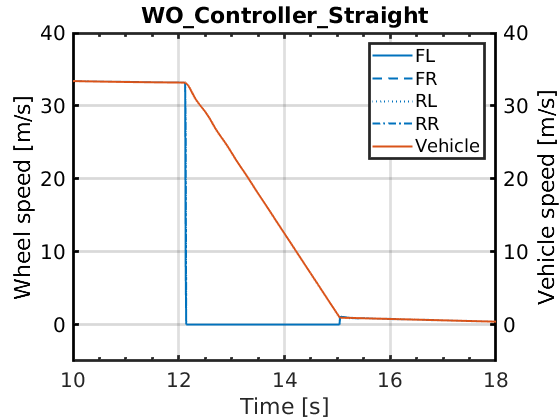 WO_Controller_Straight
Wheel speed [m/s]
40
30
20
10
0
FL
FR
RL
RR
Vehicle
40
30
20
10
0
Vehicle speed [m/s]
10 12 14 16 18
Time [s]